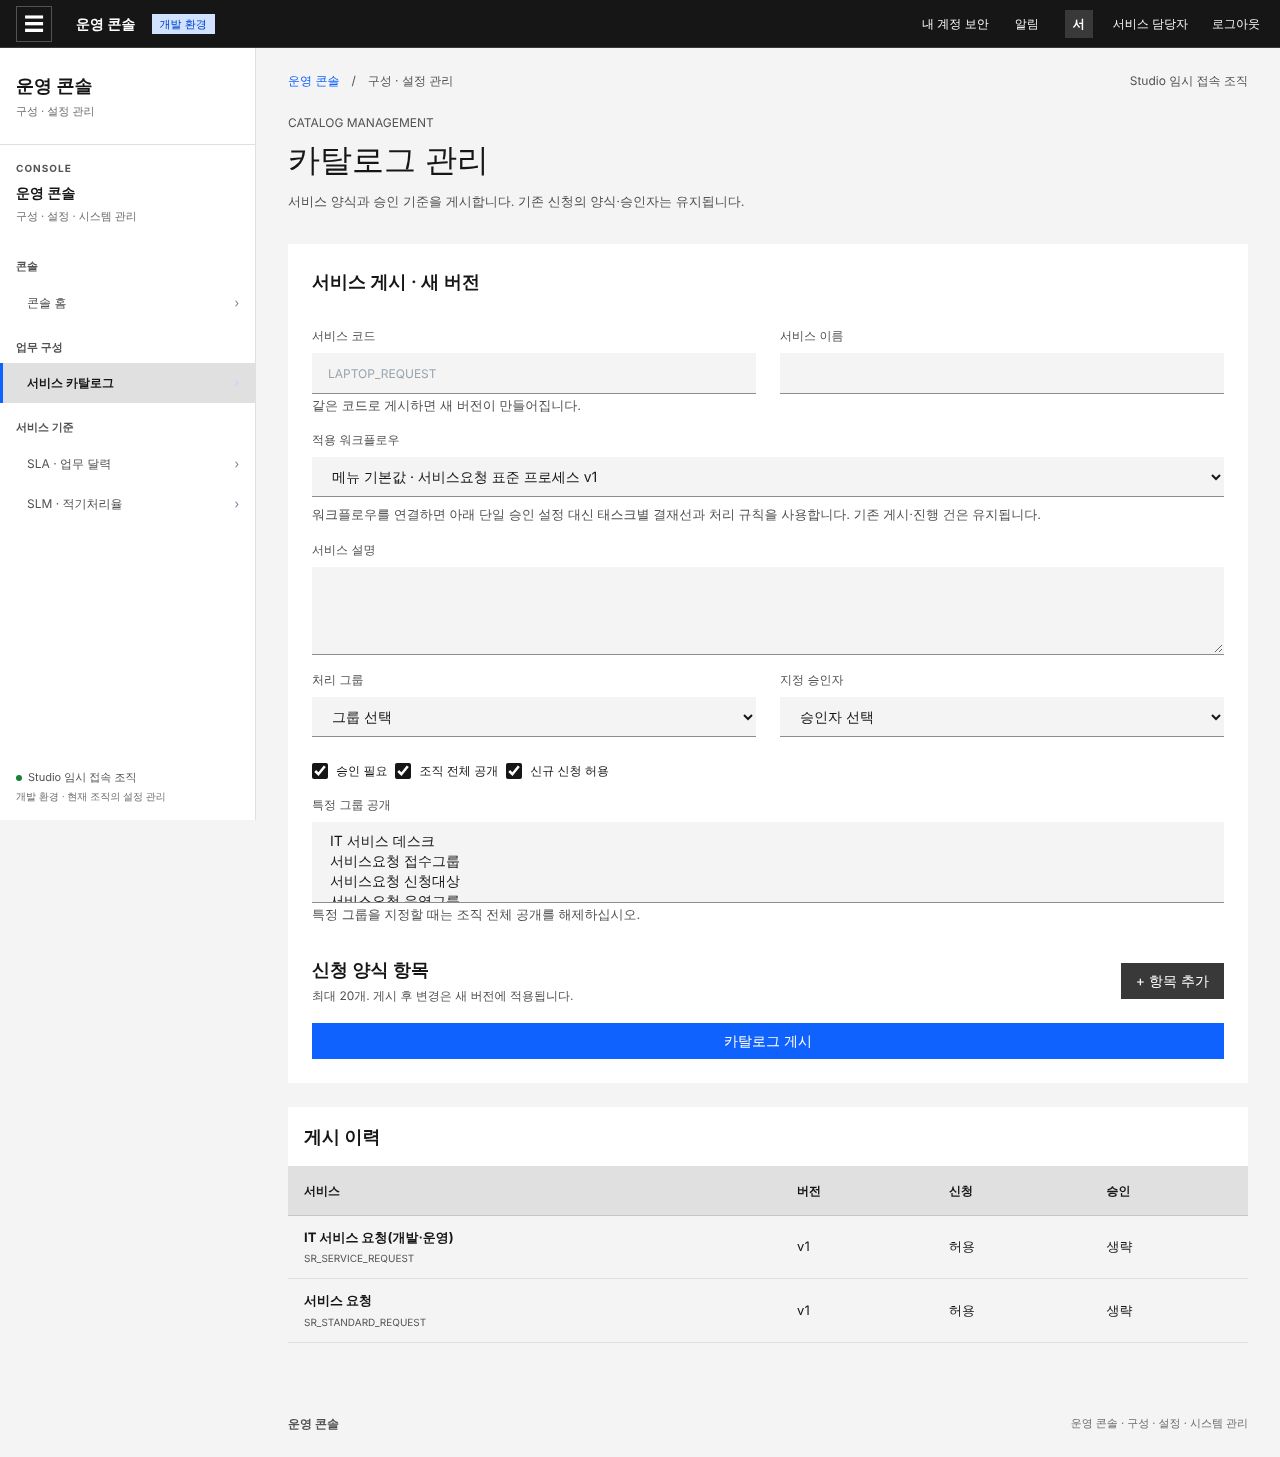 운영 콘솔 개발 환경 내 계정 보안 알림 서 서비스 담당자 로그아웃
운영 콘솔
구성 · 설정 관리
CONSOLE
운영 콘솔
구성 · 설정 · 시스템 관리
콘솔
콘솔 홈 ›
업무 구성
서비스 카탈로그
서비스 기준
SLA · 업무 달력 ›
SLM · 적기처리율 ›
Studio 임시 접속 조직
개발 환경 · 현재 조직의 설정 관리
운영 콘솔 / 구성 · 설정 관리 Studio 임시 접속 조직
CATALOG MANAGEMENT
카탈로그 관리
서비스 양식과 승인 기준을 게시합니다. 기존 신청의 양식·승인자는 유지됩니다.
서비스 게시 · 새 버전
서비스 코드 서비스 이름
LAPTOP_REQUEST
같은 코드로 게시하면 새 버전이 만들어집니다.
적용 워크플로우
메뉴 기본값 · 서비스요청 표준 프로세스 v1
워크플로우를 연결하면 아래 단일 승인 설정 대신 태스크별 결재선과 처리 규칙을 사용합니다. 기존 게시·진행 건은 유지됩니다.
서비스 설명
처리 그룹 지정 승인자
그룹 선택 승인자 선택
승인 필요 조직 전체 공개 신규 신청 허용
특정 그룹 공개
IT 서비스 데스크
서비스요청 접수그룹
서비스요청 신청대상
서비스요청 운영그룹
특정 그룹을 지정할 때는 조직 전체 공개를 해제하십시오.
신청 양식 항목
최대 20개. 게시 후 변경은 새 버전에 적용됩니다.
+ 항목 추가
카탈로그 게시
게시 이력
서비스 버전 신청 승인
IT 서비스 요청(개발·운영) v1 허용 생략
SR_SERVICE_REQUEST
서비스 요청 v1 허용 생략
SR_STANDARD_REQUEST
운영 콘솔 운영 콘솔 · 구성 · 설정 · 시스템 관리